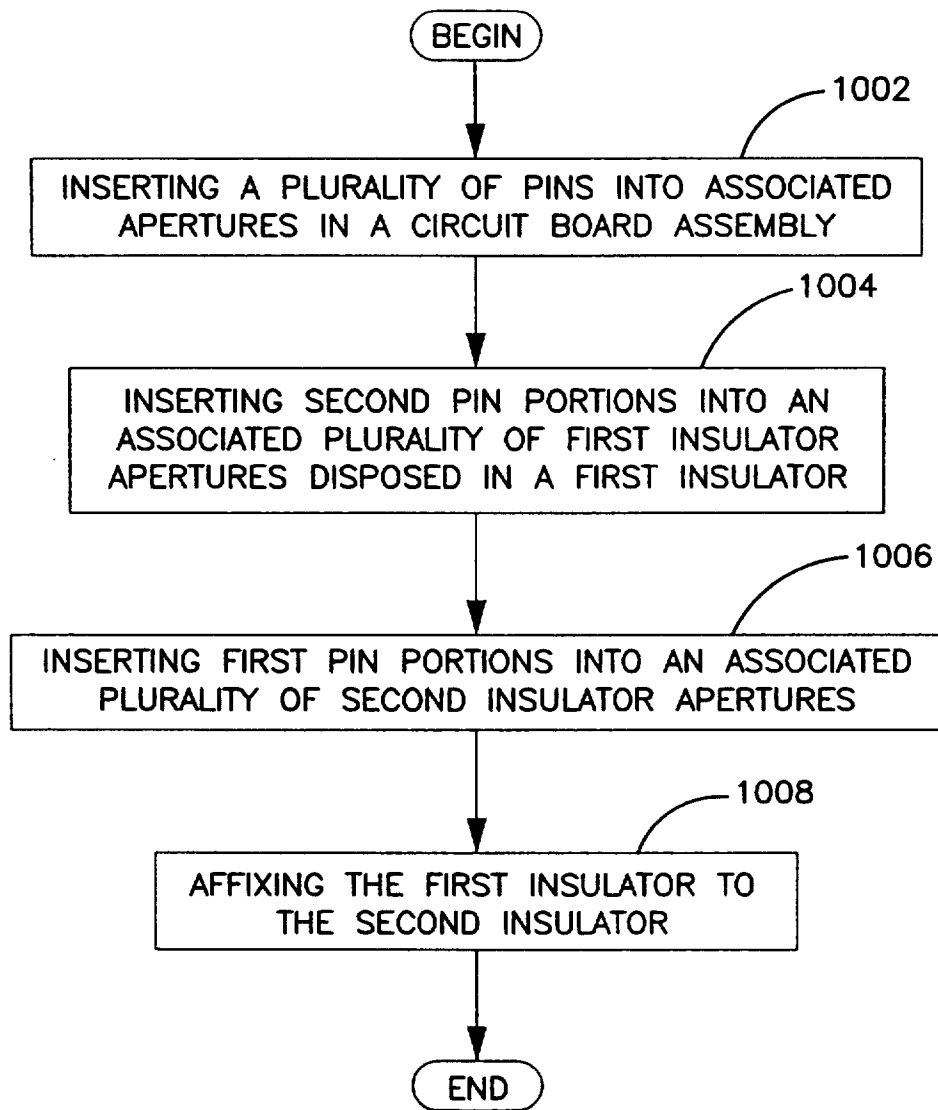 BEGIN
1002
INSERTING A PLURALITY OF PINS INTO ASSOCIATED
APERTURES IN A CIRCUIT BOARD ASSEMBLY
1004
INSERTING SECOND PIN PORTIONS INTO AN
ASSOCIATED PLURALITY OF FIRST INSULATOR
APERTURES DISPOSED IN A FIRST INSULATOR
1006
INSERTING FIRST PIN PORTIONS INTO AN ASSOCIATED
PLURALITY OF SECOND INSULATOR APERTURES
1008
AFFIXING THE FIRST INSULATOR TO
THE SECOND INSULATOR
END